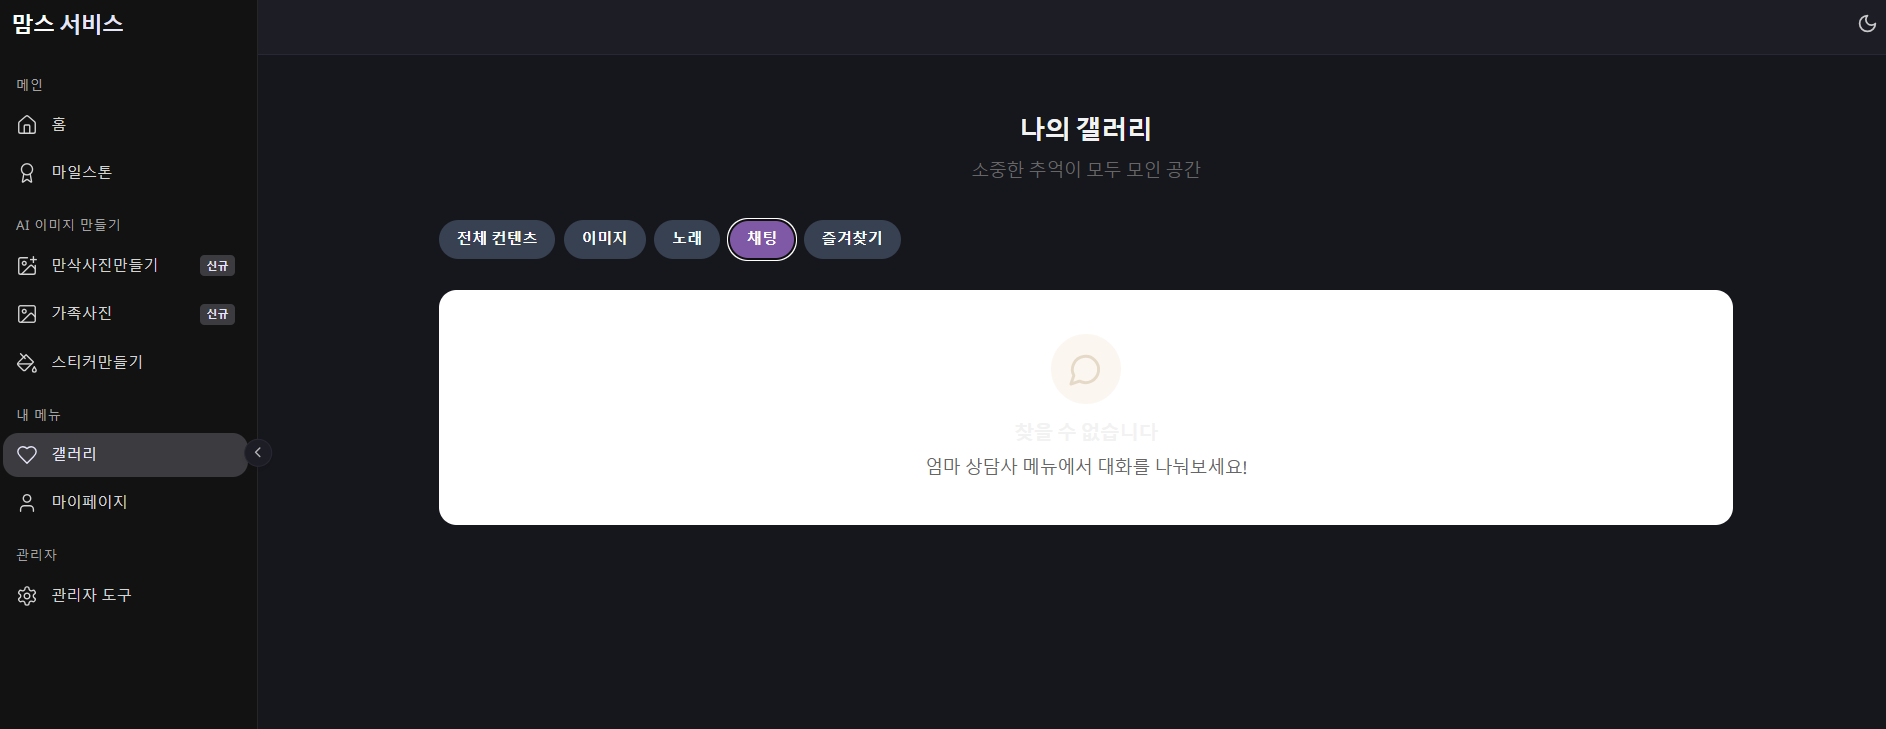 맘스 서비스
메인
홈
마일스톤
AI 이미지 만들기
만삭사진만들기 신규
가족사진 신규
스티커만들기
내 메뉴
갤러리
마이페이지
관리자
관리자 도구
나의 갤러리
소중한 추억이 모두 모인 공간
전체 컨텐츠 이미지 노래 채팅 즐겨찾기
찾을 수 없습니다
엄마 상담사 메뉴에서 대화를 나눠보세요!